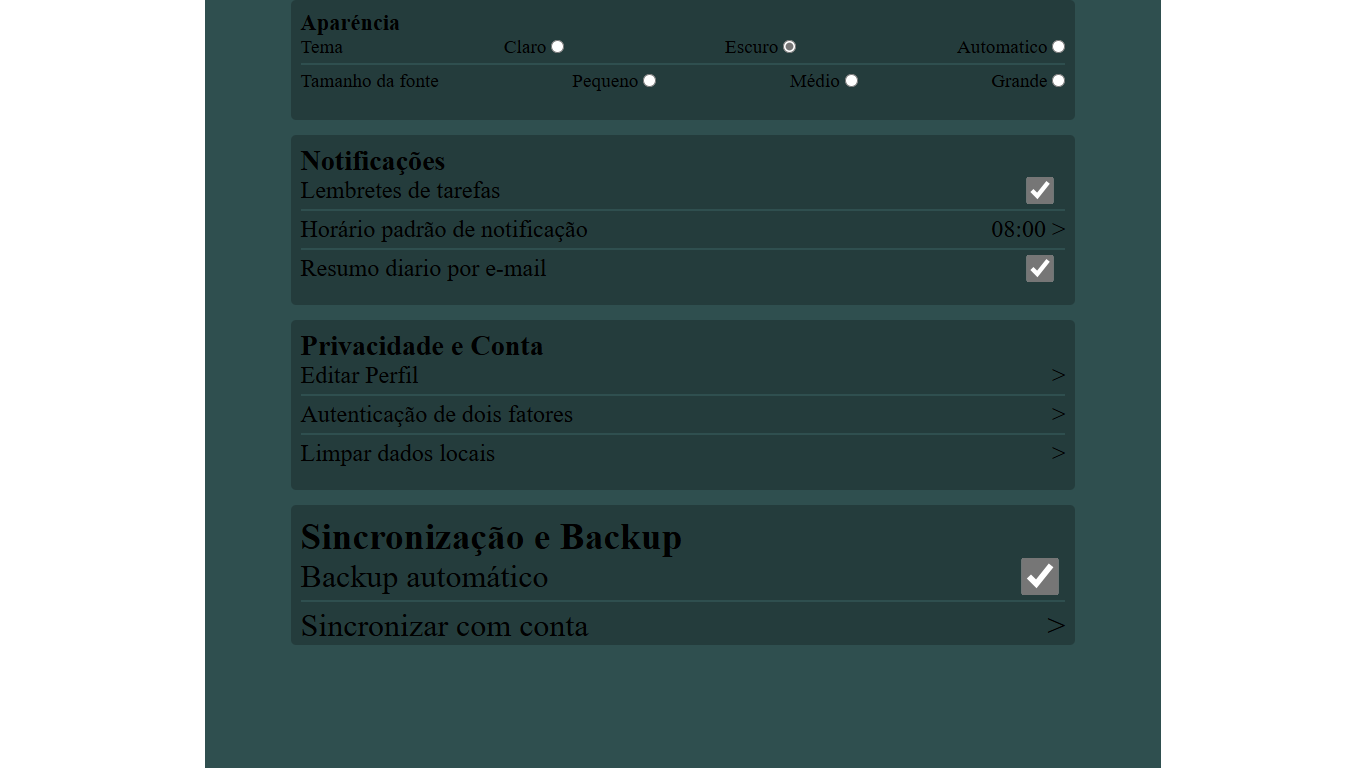 Aparéncia
Tema Claro Escuro Automatico
Tamanho da fonte Pequeno Médio Grande
Notificações
Lembretes de tarefas
Horário padrão de notificação 08:00 >
Resumo diario por e-mail
Privacidade e Conta
Editar Perfil >
Autenticação de dois fatores >
Limpar dados locais >
Sincronização e Backup
Backup automático
Sincronizar com conta >